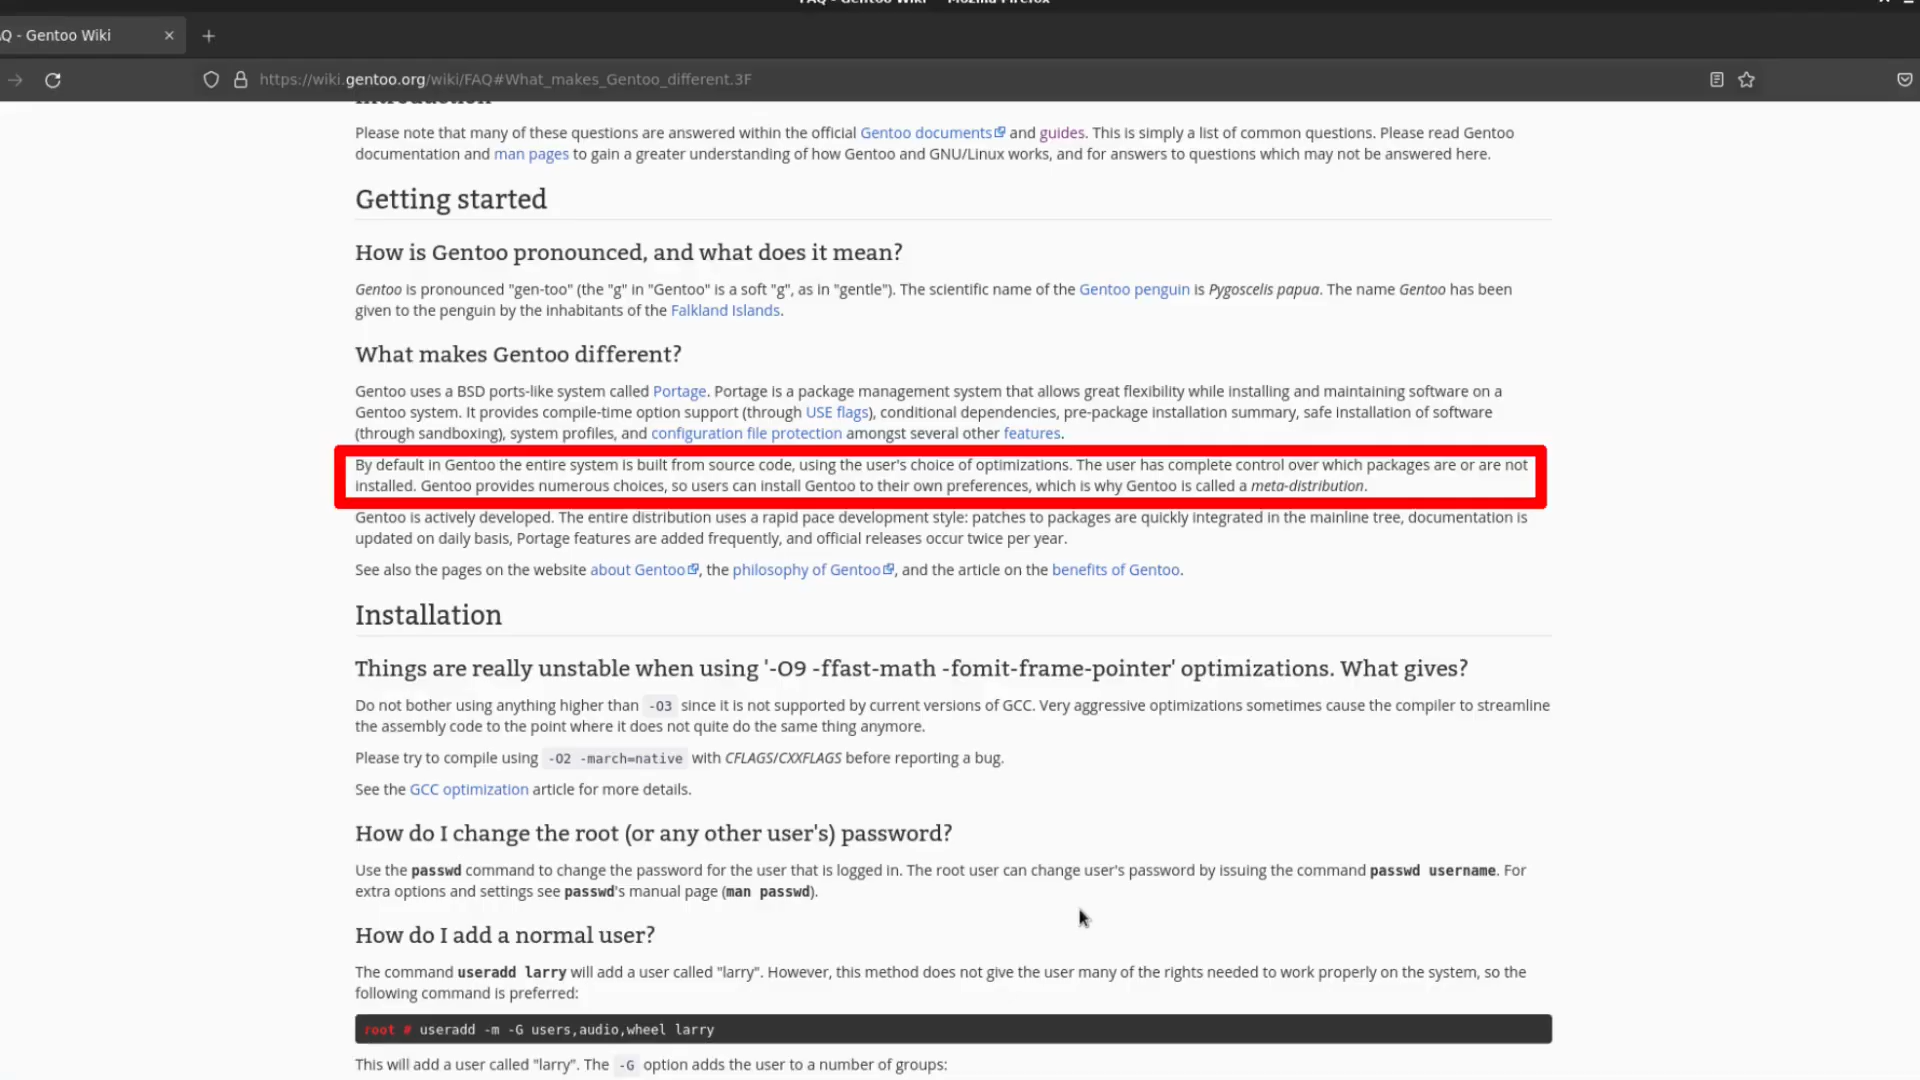 FAQ - Gentoo Wiki — Mozilla Firefox
Q - Gentoo Wiki
https://wiki.gentoo.org/wiki/FAQ#What_makes_Gentoo_different.3F
Introduction
Please note that many of these questions are answered within the official Gentoo documents and guides. This is simply a list of common questions. Please read Gentoo
documentation and man pages to gain a greater understanding of how Gentoo and GNU/Linux works, and for answers to questions which may not be answered here.
Getting started
How is Gentoo pronounced, and what does it mean?
Gentoo is pronounced "gen-too" (the "g" in "Gentoo" is a soft "g", as in "gentle"). The scientific name of the Gentoo penguin is Pygoscelis papua. The name Gentoo has been
given to the penguin by the inhabitants of the Falkland Islands.
What makes Gentoo different?
Gentoo uses a BSD ports-like system called Portage. Portage is a package management system that allows great flexibility while installing and maintaining software on a
Gentoo system. It provides compile-time option support (through USE flags), conditional dependencies, pre-package installation summary, safe installation of software
(through sandboxing), system profiles, and configuration file protection amongst several other features.
By default in Gentoo the entire system is built from source code, using the user's choice of optimizations. The user has complete control over which packages are or are not
installed. Gentoo provides numerous choices, so users can install Gentoo to their own preferences, which is why Gentoo is called a meta-distribution.
Gentoo is actively developed. The entire distribution uses a rapid pace development style: patches to packages are quickly integrated in the mainline tree, documentation is
updated on daily basis, Portage features are added frequently, and official releases occur twice per year.
See also the pages on the website about Gentoo, the philosophy of Gentoo, and the article on the benefits of Gentoo.
Installation
Things are really unstable when using '-O9 -ffast-math -fomit-frame-pointer' optimizations. What gives?
Do not bother using anything higher than -O3 since it is not supported by current versions of GCC. Very aggressive optimizations sometimes cause the compiler to streamline
the assembly code to the point where it does not quite do the same thing anymore.
Please try to compile using -O2 -march=native with CFLAGS/CXXFLAGS before reporting a bug.
See the GCC optimization article for more details.
How do I change the root (or any other user's) password?
Use the passwd command to change the password for the user that is logged in. The root user can change user's password by issuing the command passwd username. For
extra options and settings see passwd's manual page (man passwd).
How do I add a normal user?
The command useradd larry will add a user called "larry". However, this method does not give the user many of the rights needed to work properly on the system, so the
following command is preferred:
root # useradd -m -G users,audio,wheel larry
This will add a user called "larry". The -G option adds the user to a number of groups: